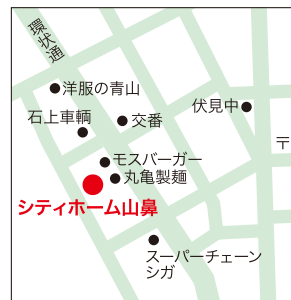 環状通
洋服の青山
石上車輌
交番
伏見中
〒
モスバーガー
丸亀製麺
シティホーム山鼻
スーパーチェーン
シガ